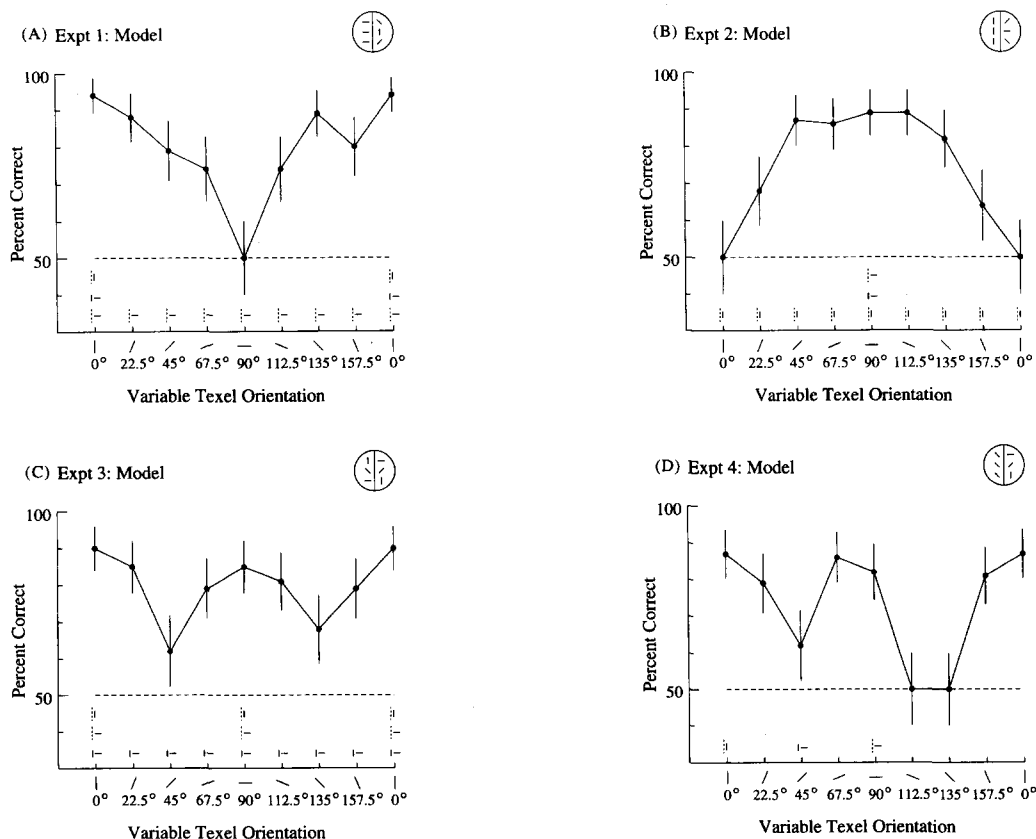 (A) Expt 1: Model
Percent Correct
100
50
0° 22.5° 45° 67.5° 90° 112.5° 135° 157.5° 0°
Variable Texel Orientation
(B) Expt 2: Model
Percent Correct
100
50
0° 22.5° 45° 67.5° 90° 112.5° 135° 157.5° 0°
Variable Texel Orientation
(C) Expt 3: Model
Percent Correct
100
50
0° 22.5° 45° 67.5° 90° 112.5° 135° 157.5° 0°
Variable Texel Orientation
(D) Expt 4: Model
Percent Correct
100
50
0° 22.5° 45° 67.5° 90° 112.5° 135° 157.5° 0°
Variable Texel Orientation